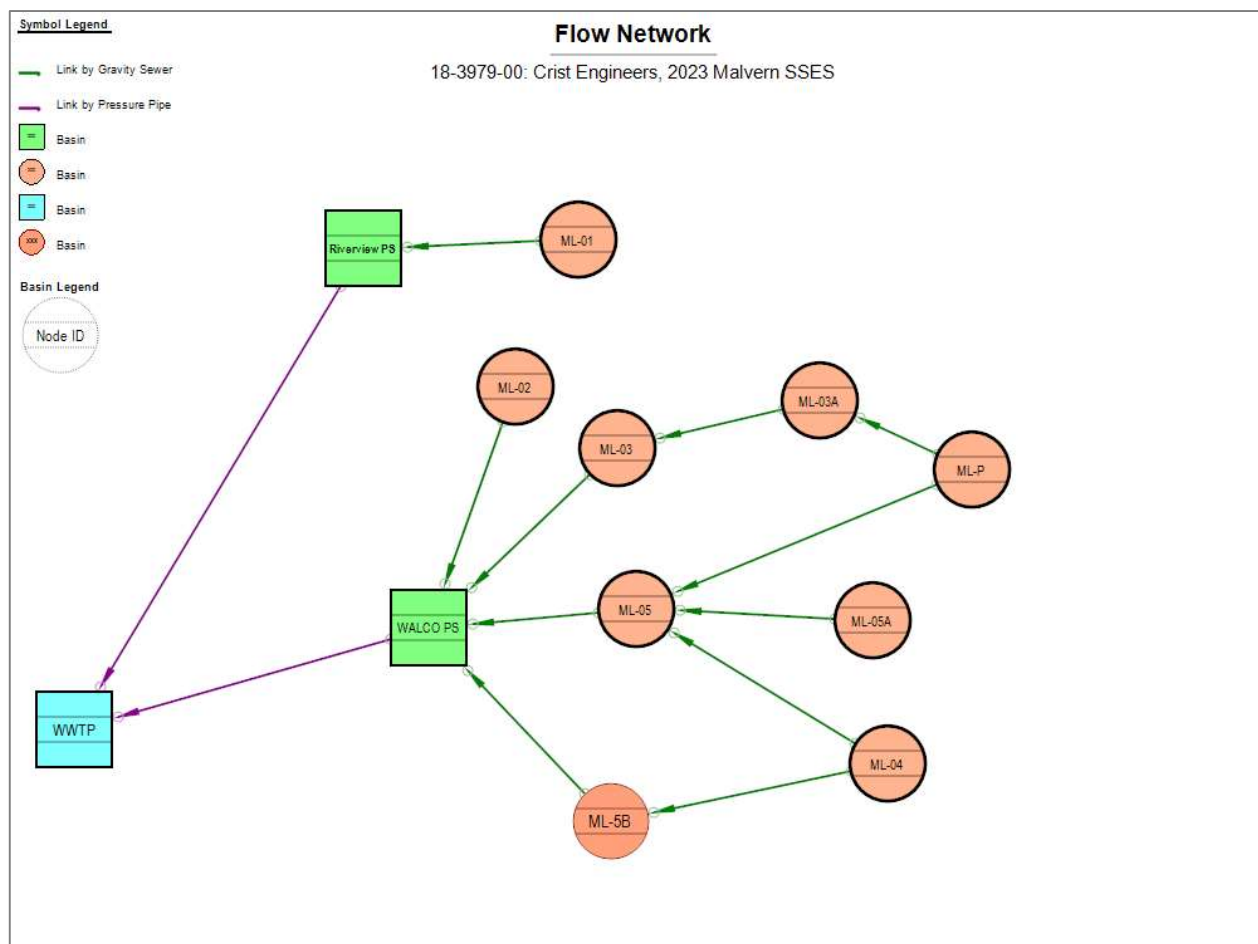 Symbol Legend
Link by Gravity Sewer
Link by Pressure Pipe
== Basin
== Basin
== Basin
xxx Basin
Basin Legend
Node ID
Flow Network
18-3979-00: Crist Engineers, 2023 Malvern SSES
Riverview PS
ML-01
ML-02
ML-03
ML-03A
ML-P
WALCO PS
ML-05
ML-05A
WWTP
ML-04
ML-5B